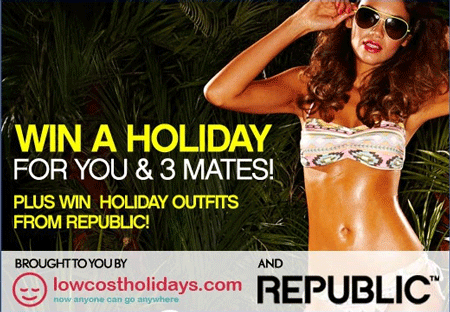 WIN A HOLIDAY
FOR YOU & 3 MATES!
PLUS WIN HOLIDAY OUTFITS
FROM REPUBLIC!
BROUGHT TO YOU BY
lowcostholidays.com
now anyone can go anywhere
AND
REPUBLIC™